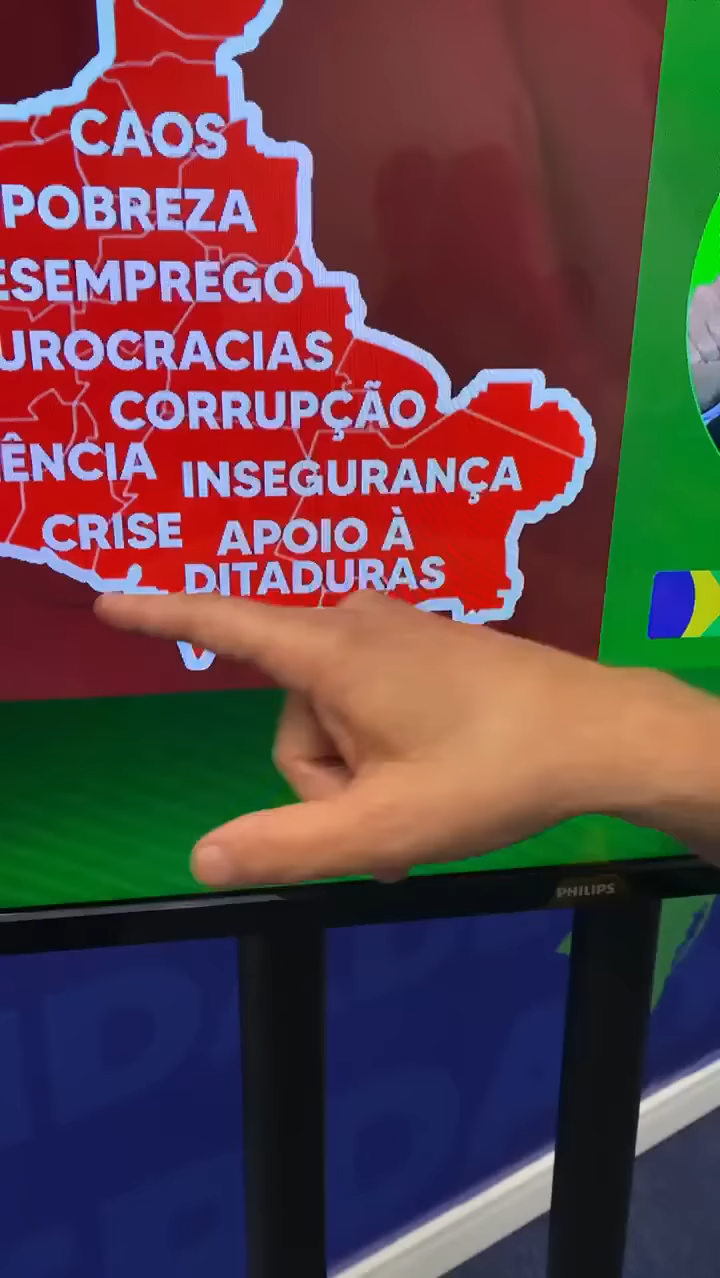 CAOS
POBREZA
ESEMPREGO
UROCRACIAS
CORRUPÇÃO
ÊNCIA INSEGURANÇA
CRISE APOIO À
DITADURAS
PHILIPS